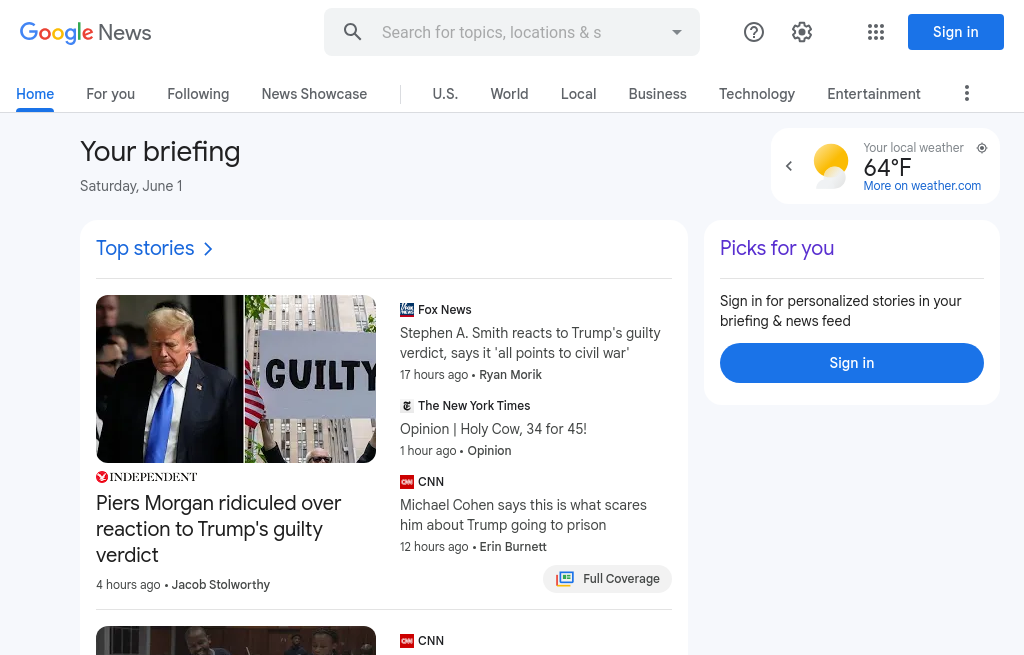 Google News
Search for topics, locations & s
Sign in
Home
For you
Following
News Showcase
U.S.
World
Local
Business
Technology
Entertainment
Your briefing
Saturday, June 1
Your local weather
64°F
More on weather.com
Top stories
GUILTY
INDEPENDENT
Piers Morgan ridiculed over
reaction to Trump's guilty
verdict
4 hours ago • Jacob Stolworthy
Fox News
Stephen A. Smith reacts to Trump's guilty
verdict, says it 'all points to civil war'
17 hours ago • Ryan Morik
The New York Times
Opinion | Holy Cow, 34 for 45!
1 hour ago • Opinion
CNN
Michael Cohen says this is what scares
him about Trump going to prison
12 hours ago • Erin Burnett
Full Coverage
CNN
Picks for you
Sign in for personalized stories in your
briefing & news feed
Sign in